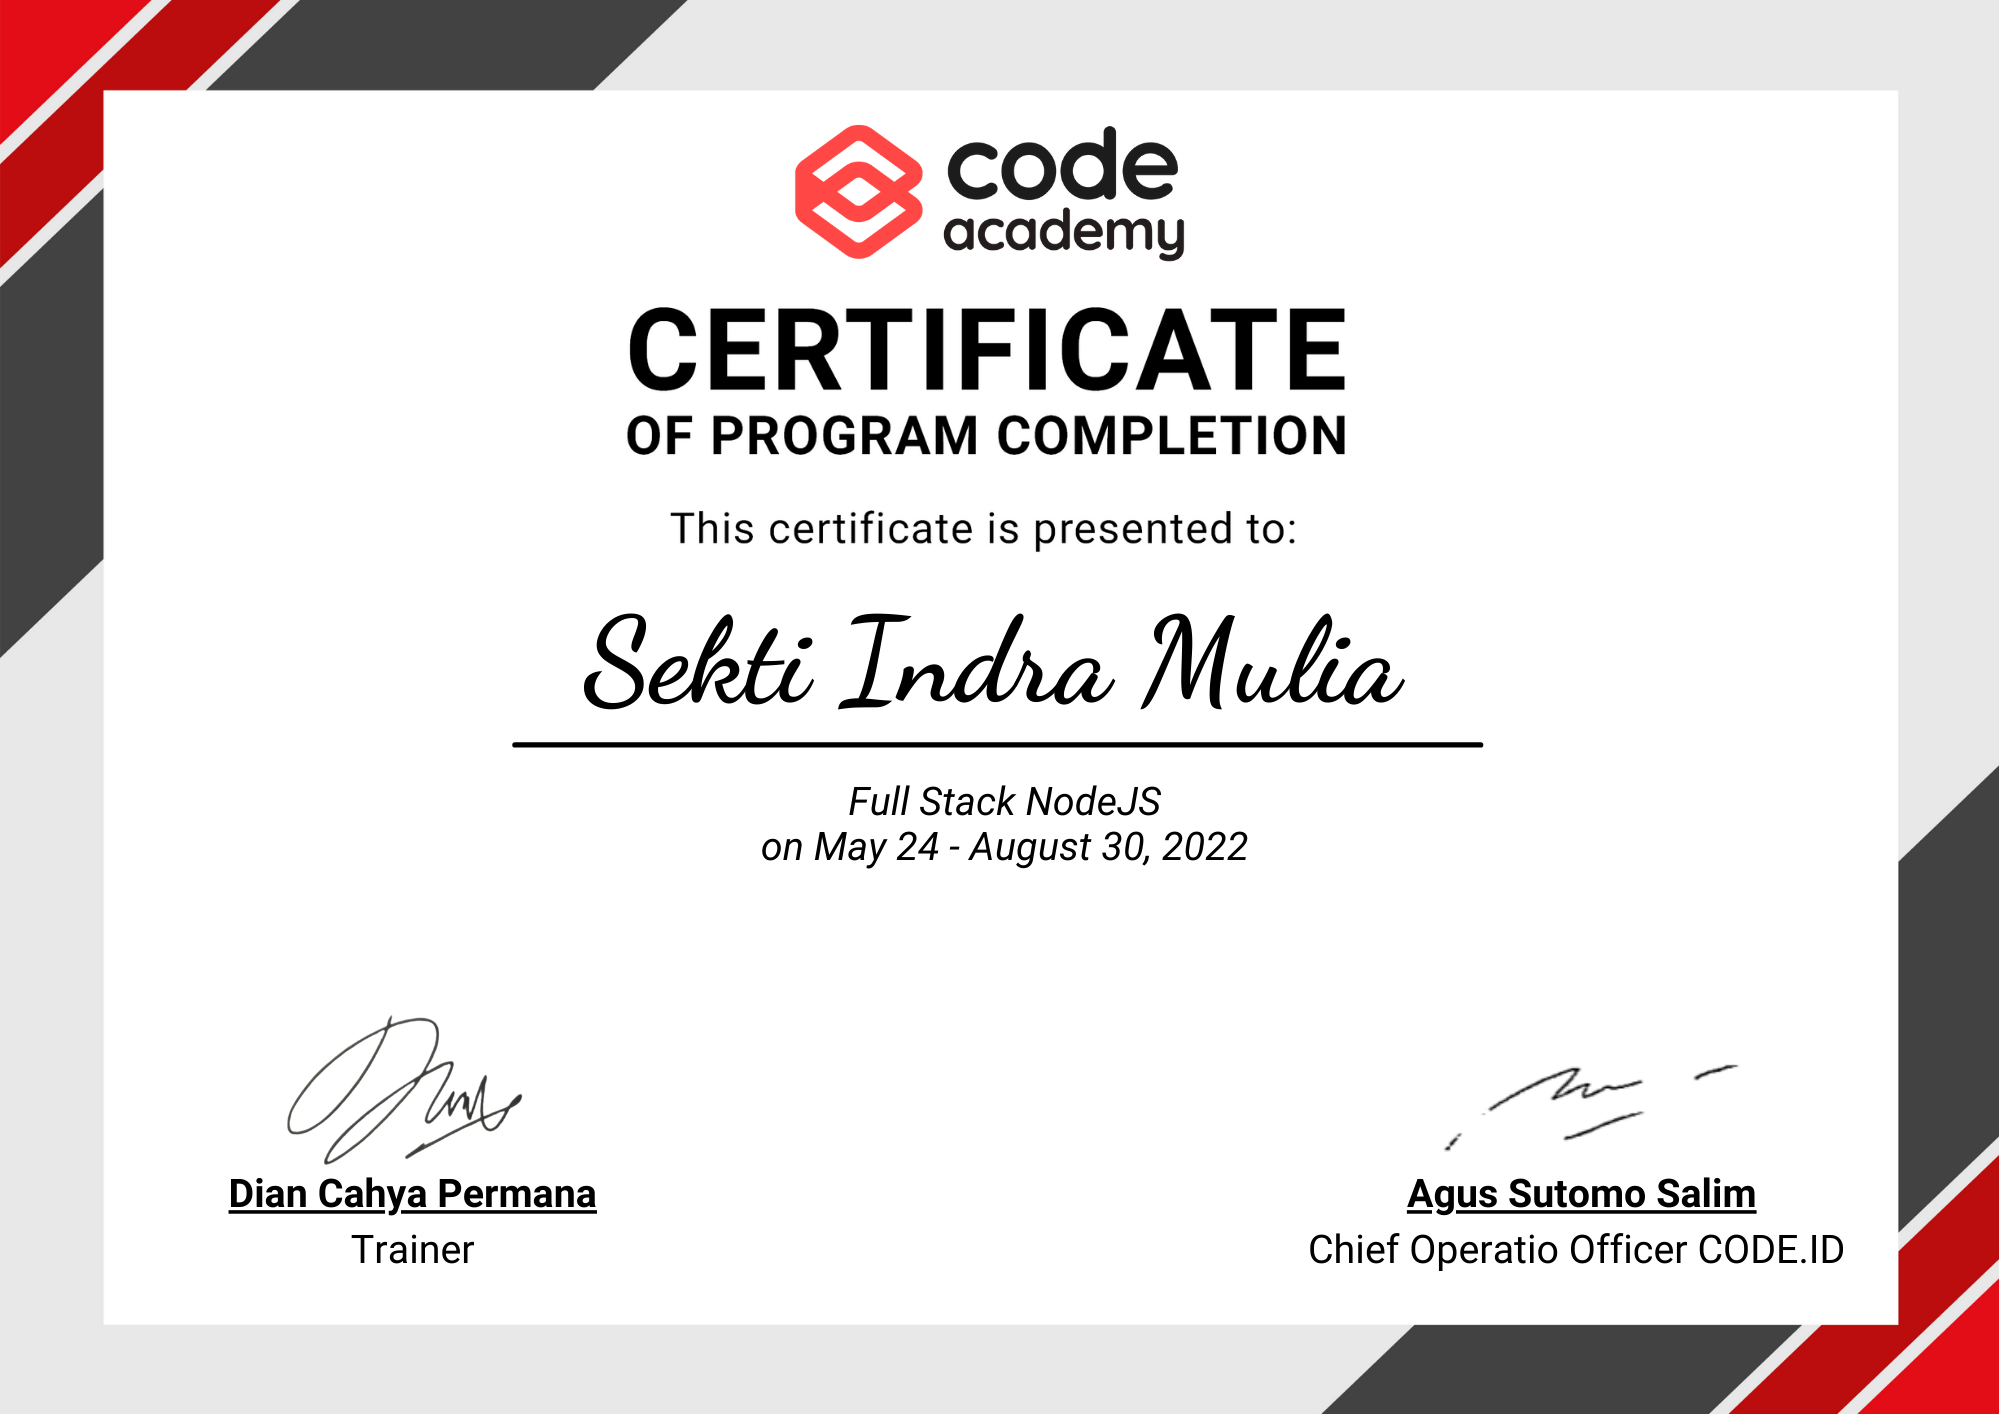 code
academy
CERTIFICATE
OF PROGRAM COMPLETION
This certificate is presented to:
Sekti Indra Mulia
Full Stack NodeJS
on May 24 - August 30, 2022
Dian Cahya Permana
Trainer
Agus Sutomo Salim
Chief Operatio Officer CODE.ID